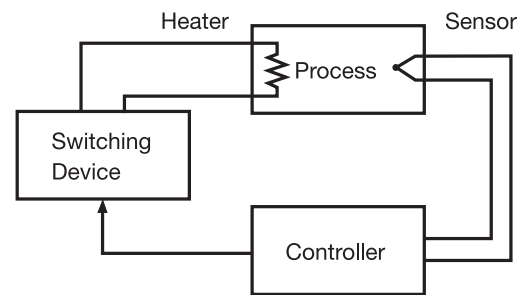 Heater
Sensor
Process
Switching
Device
Controller